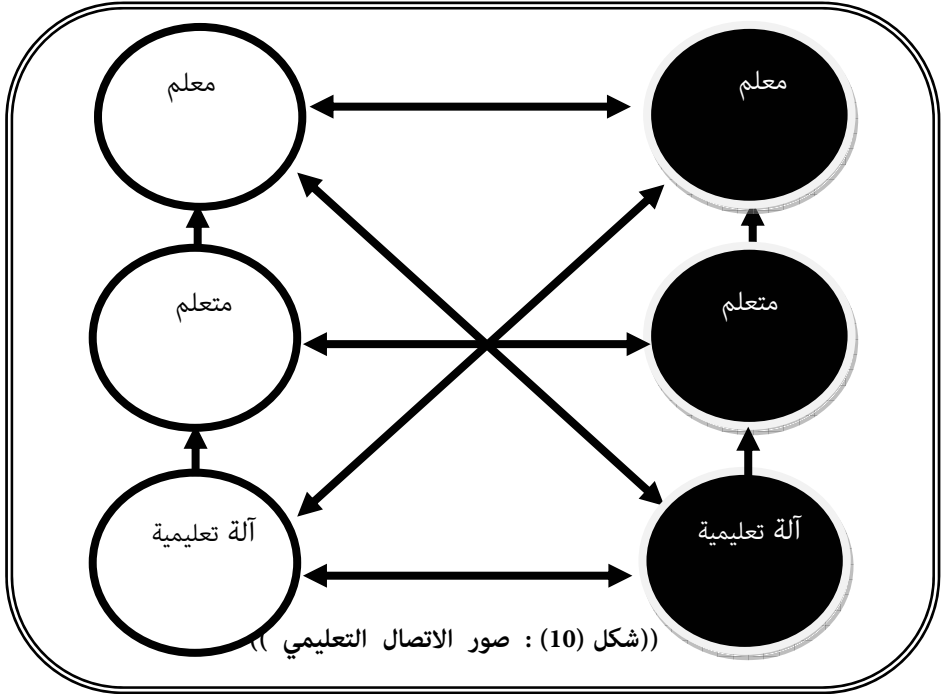 معلم
معلم
متعلم
متعلم
آلة تعليمية
آلة تعليمية
((شكل (10) : صور الاتصال التعليمي ))